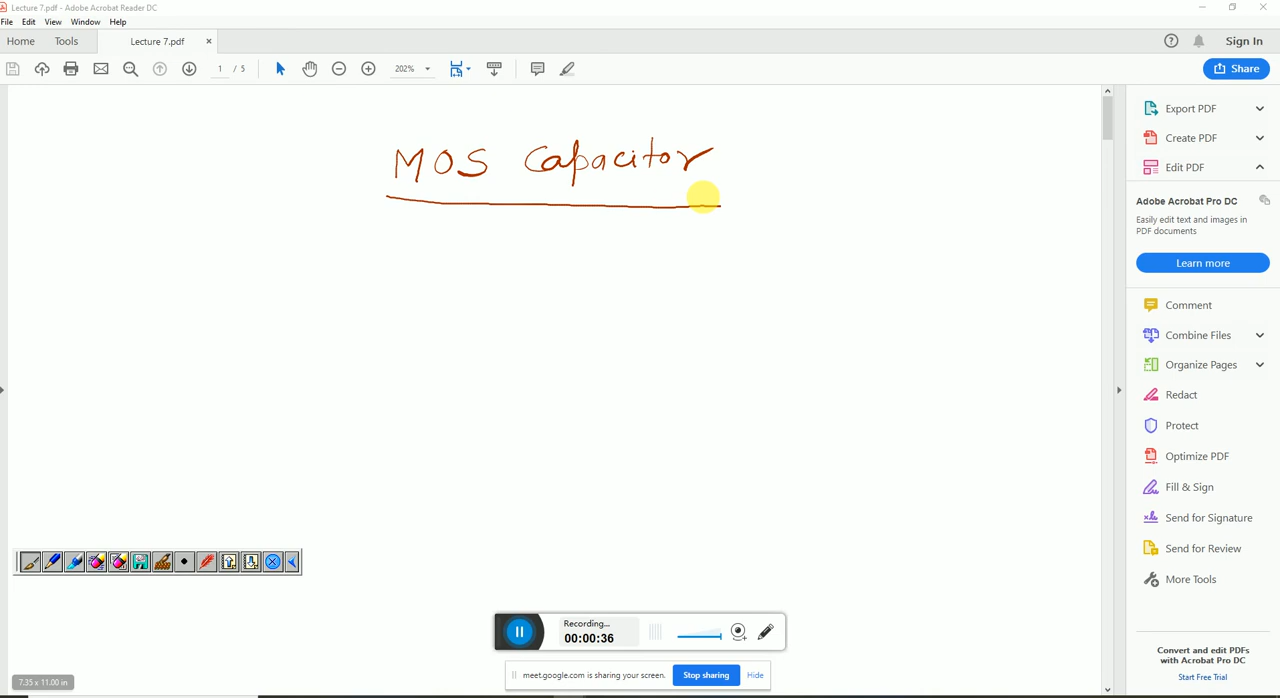 Lecture 7.pdf - Adobe Acrobat Reader DC
File Edit View Window Help
Home Tools Lecture 7.pdf × Sign In
1 / 5 202% Share
MOS Capacitor
Export PDF
Create PDF
Edit PDF
Adobe Acrobat Pro DC
Easily edit text and images in
PDF documents
Learn more
Comment
Combine Files
Organize Pages
Redact
Protect
Optimize PDF
Fill & Sign
Send for Signature
Send for Review
More Tools
Convert and edit PDFs
with Acrobat Pro DC
Start Free Trial
Recording...
00:00:36
meet.google.com is sharing your screen. Stop sharing Hide
7.35 x 11.00 in